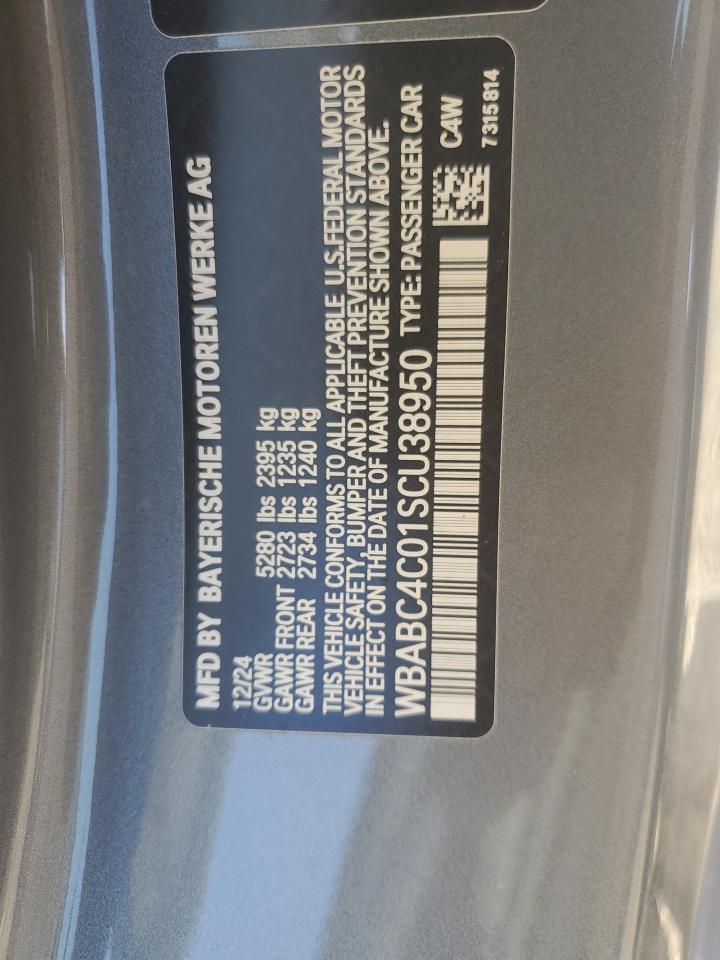 MFD BY BAYERISCHE MOTOREN WERKE AG
12/24
GVWR 5280 lbs 2395 kg
GAWR FRONT 2723 lbs 1235 kg
GAWR REAR 2734 lbs 1240 kg
THIS VEHICLE CONFORMS TO ALL APPLICABLE U.S.FEDERAL MOTOR
VEHICLE SAFETY, BUMPER AND THEFT PREVENTION STANDARDS
IN EFFECT ON THE DATE OF MANUFACTURE SHOWN ABOVE.
WBABC4C01SCU38950 TYPE: PASSENGER CAR
C4W
7315814